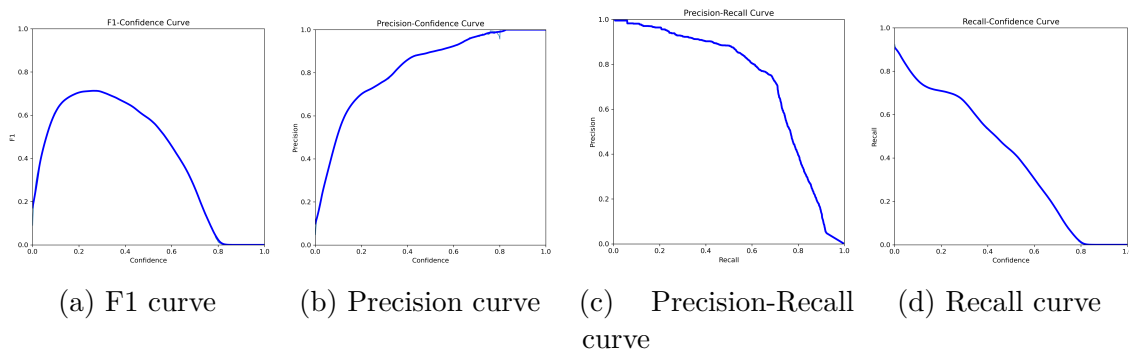 F1-Confidence Curve
1.0
0.8
0.6
0.4
0.2
0.0
F1
0.0 0.2 0.4 0.6 0.8 1.0
Confidence
(a) F1 curve
Precision-Confidence Curve
1.0
0.8
0.6
0.4
0.2
0.0
Precision
0.0 0.2 0.4 0.6 0.8 1.0
Confidence
(b) Precision curve
Precision-Recall Curve
1.0
0.8
0.6
0.4
0.2
0.0
Precision
0.0 0.2 0.4 0.6 0.8 1.0
Recall
(c) Precision-Recall
curve
Recall-Confidence Curve
1.0
0.8
0.6
0.4
0.2
0.0
Recall
0.0 0.2 0.4 0.6 0.8 1.0
Confidence
(d) Recall curve